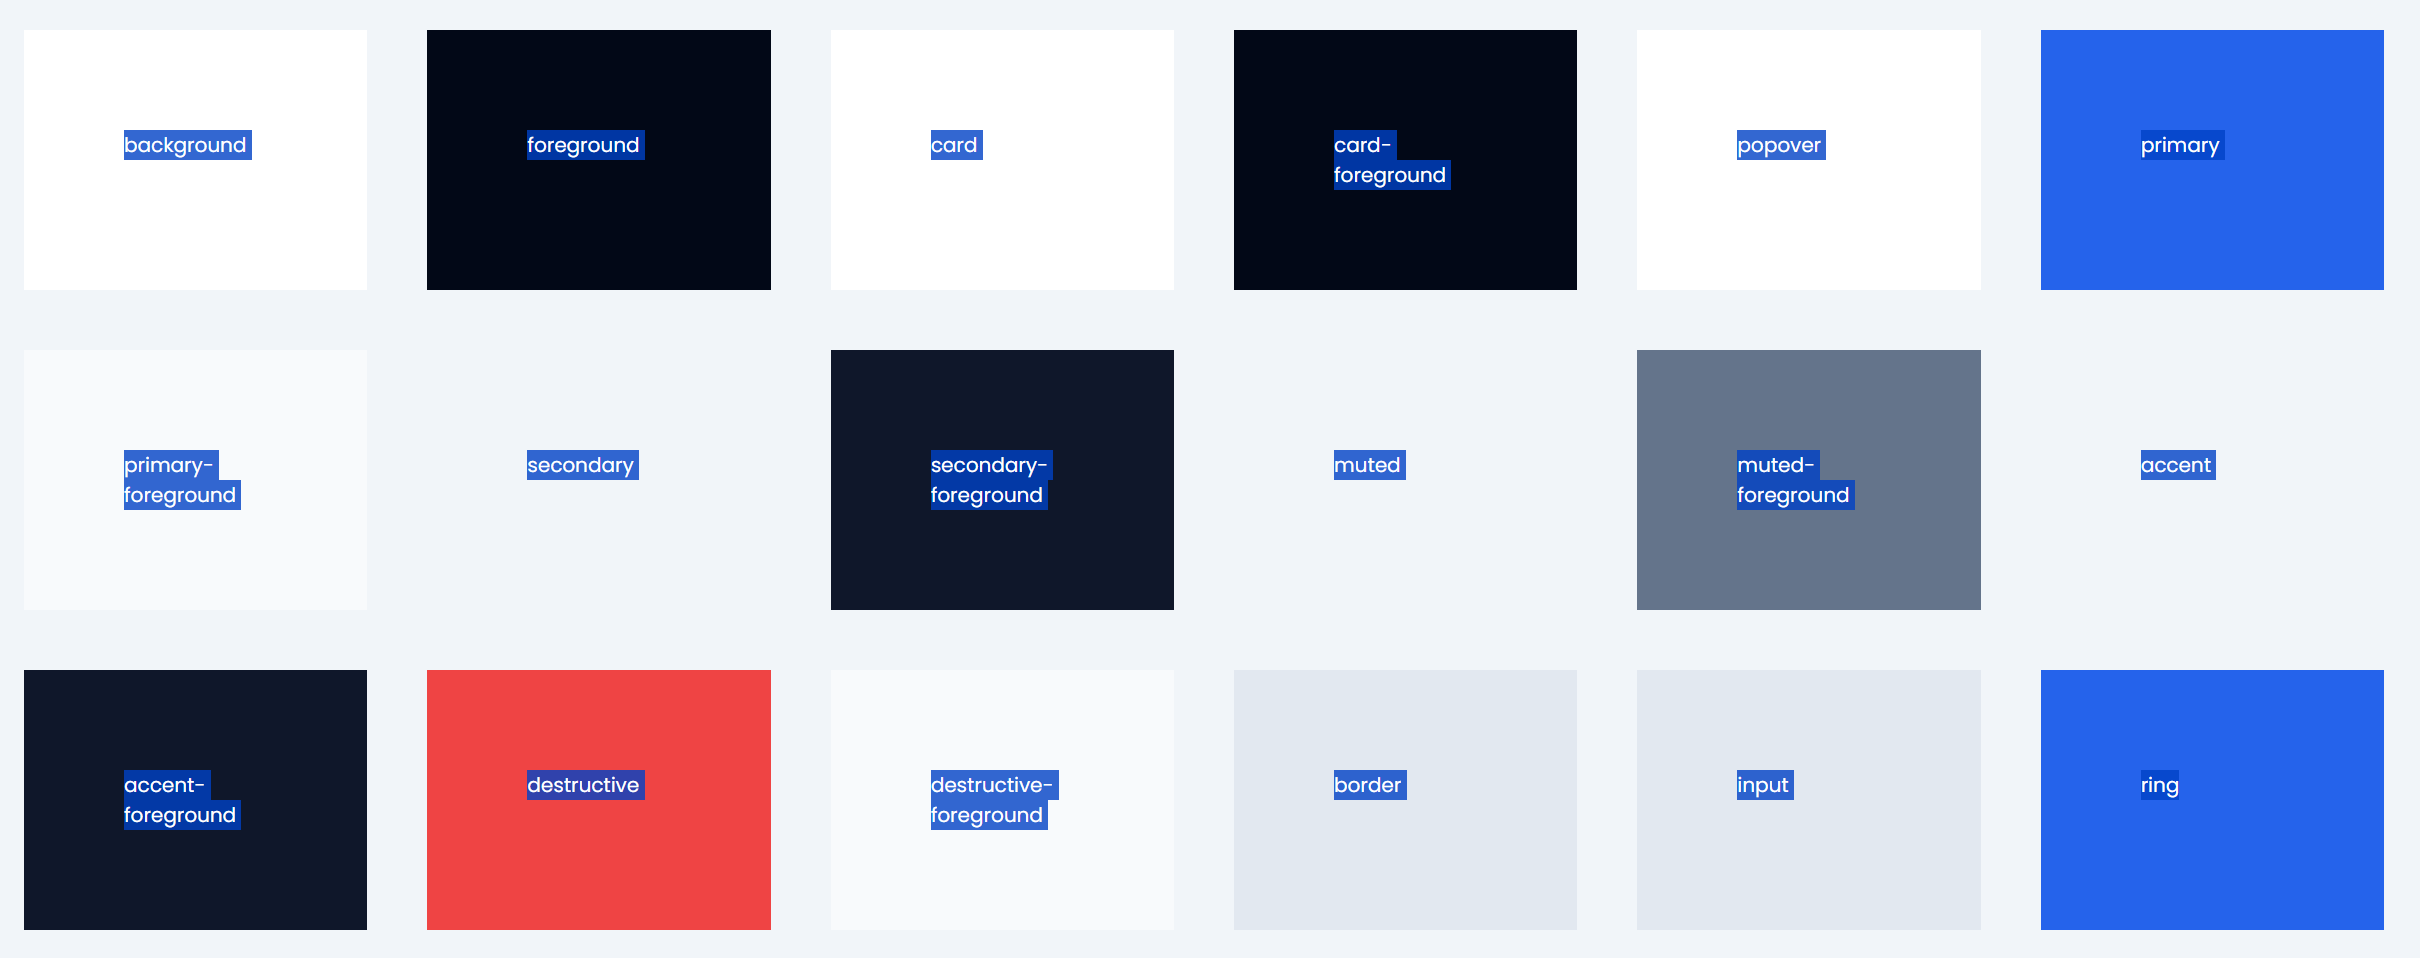 background
foreground
card
card-
foreground
popover
primary
primary-
foreground
secondary
secondary-
foreground
muted
muted-
foreground
accent
accent-
foreground
destructive
destructive-
foreground
border
input
ring